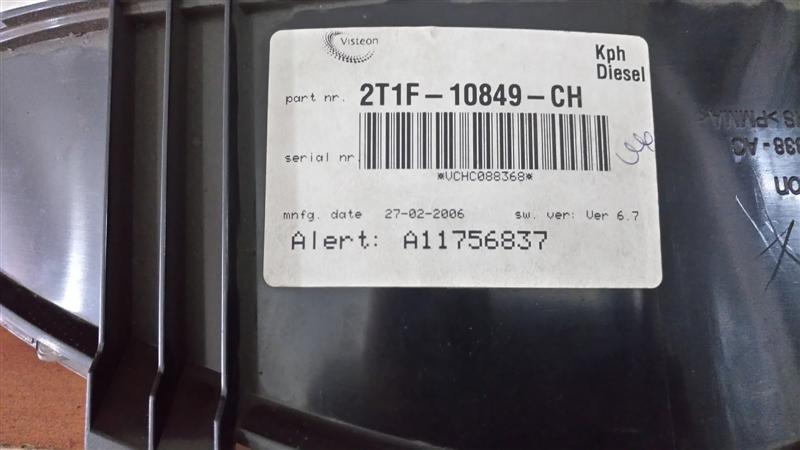 Visteon
Kph
Diesel
part nr. 2T1F-10849-CH
serial nr.
*VCHC088368*
mnfg. date 27-02-2006 sw. ver: Ver 6.7
Alert: A11756837
>PMMA<